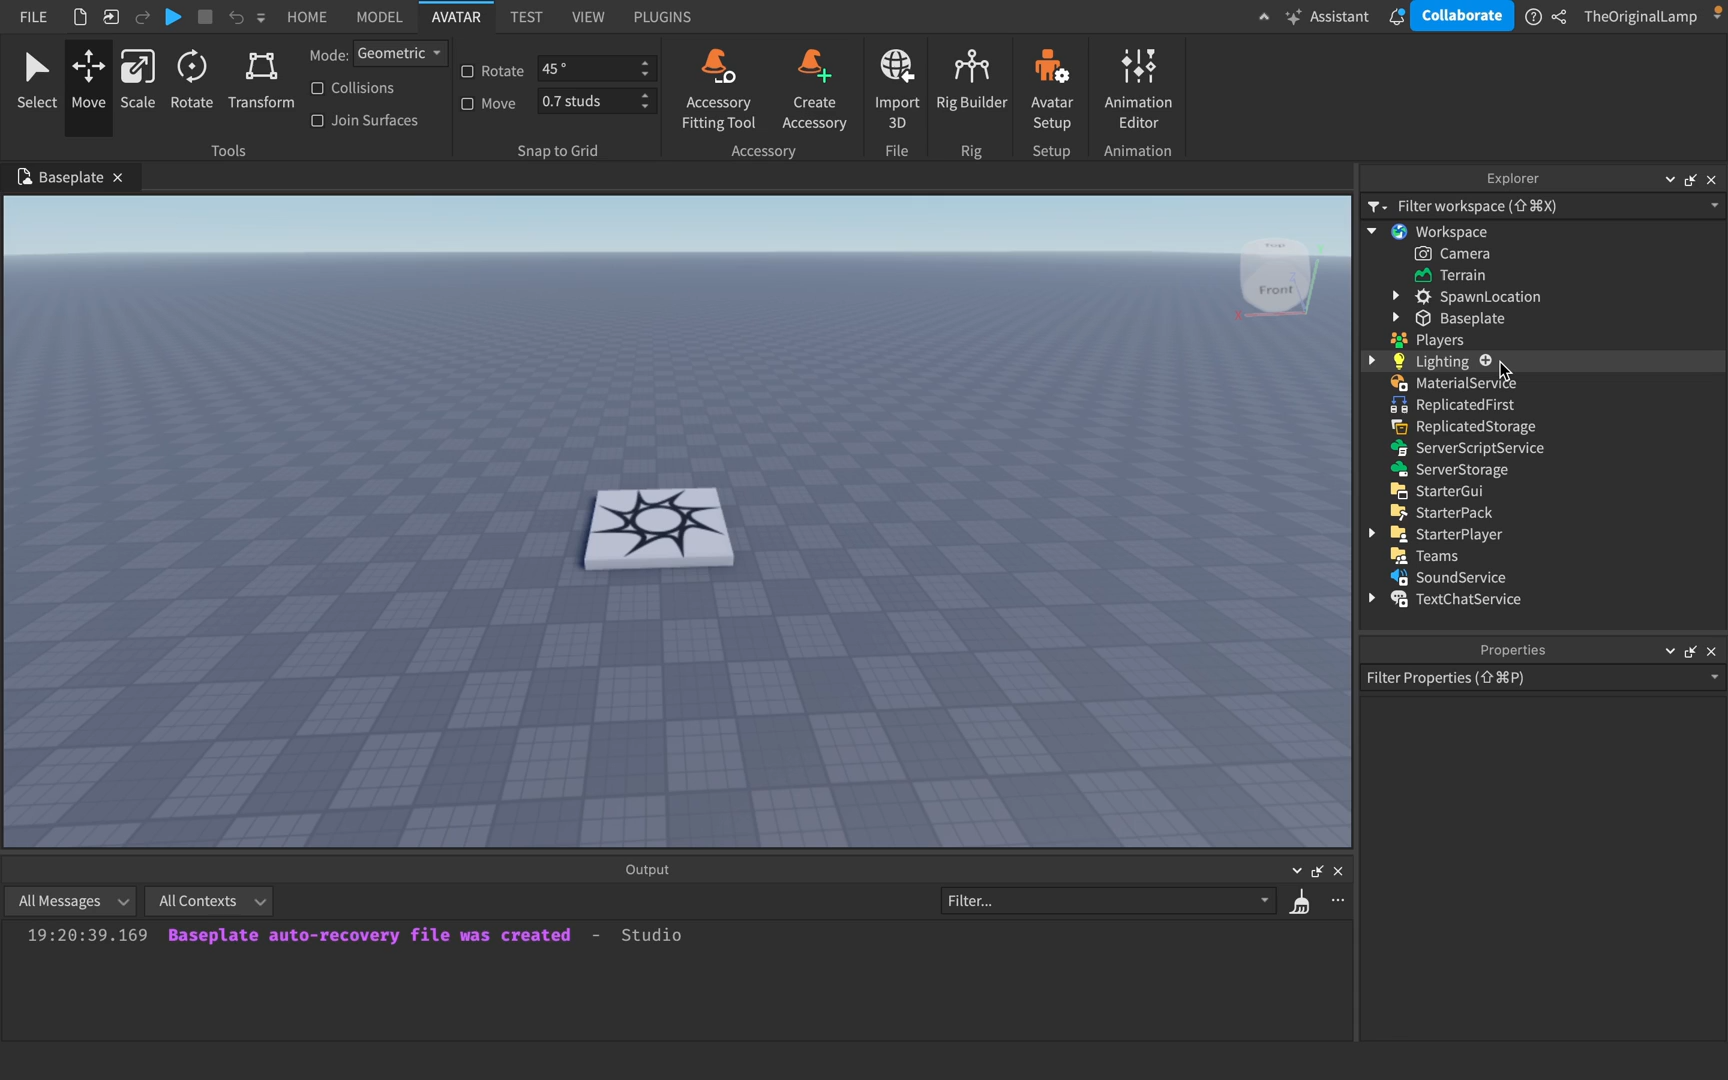 FILE HOME MODEL AVATAR TEST VIEW PLUGINS Assistant Collaborate TheOriginalLamp
Select Move Scale Rotate Transform
Mode: Geometric
Collisions
Join Surfaces
Tools
Rotate 45 °
Move 0.7 studs
Snap to Grid
Accessory Fitting Tool
Create Accessory
Accessory
Import 3D
File
Rig Builder
Rig
Avatar Setup
Setup
Animation Editor
Animation
Baseplate
Top
Front
Explorer
Filter workspace (⇧⌘X)
Workspace
Camera
Terrain
SpawnLocation
Baseplate
Players
Lighting
MaterialService
ReplicatedFirst
ReplicatedStorage
ServerScriptService
ServerStorage
StarterGui
StarterPack
StarterPlayer
Teams
SoundService
TextChatService
Properties
Filter Properties (⇧⌘P)
Output
All Messages All Contexts Filter...
19:20:39.169 Baseplate auto-recovery file was created - Studio